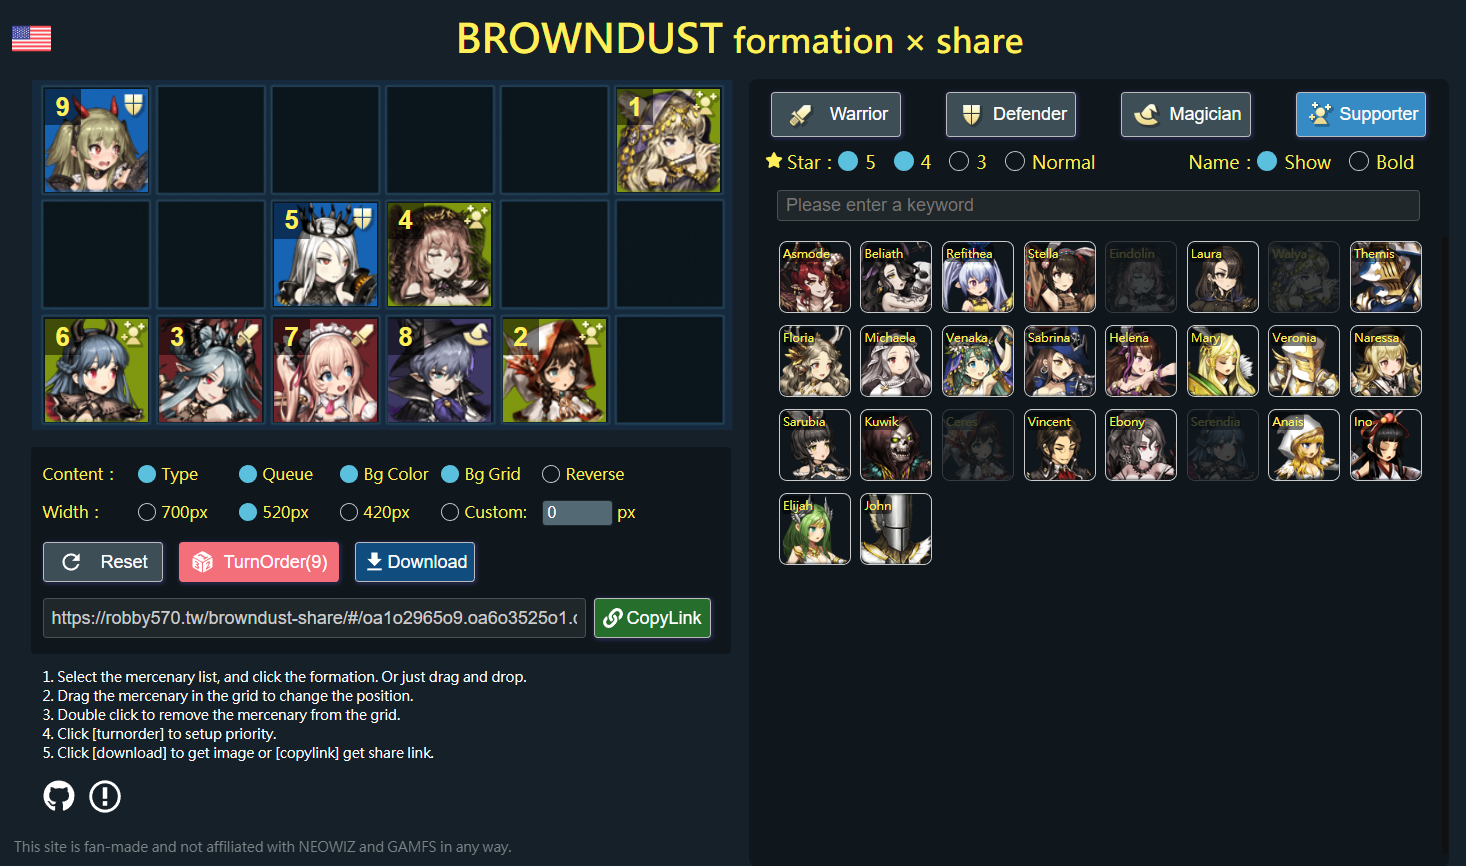 BROWNDUST formation × share
9
1
5
4
6
3
7
8
2
Content :
Type
Queue
Bg Color
Bg Grid
Reverse
Width :
700px
520px
420px
Custom:
0
px
Reset
TurnOrder(9)
Download
https://robby570.tw/browndust-share/#/oa1o2965o9.oa6o3525o1.c
CopyLink
1. Select the mercenary list, and click the formation. Or just drag and drop.
2. Drag the mercenary in the grid to change the position.
3. Double click to remove the mercenary from the grid.
4. Click [turnorder] to setup priority.
5. Click [download] to get image or [copylink] get share link.
This site is fan-made and not affiliated with NEOWIZ and GAMFS in any way.
Warrior
Defender
Magician
Supporter
Star :
5
4
3
Normal
Name :
Show
Bold
Please enter a keyword
Asmode
Beliath
Refithea
Stella
Eindolin
Laura
Walya
Themis
Floria
Michaela
Venaka
Sabrina
Helena
Mary
Veronia
Naressa
Sarubia
Kuwik
Ceres
Vincent
Ebony
Serendia
Anais
Ino
Elijah
John